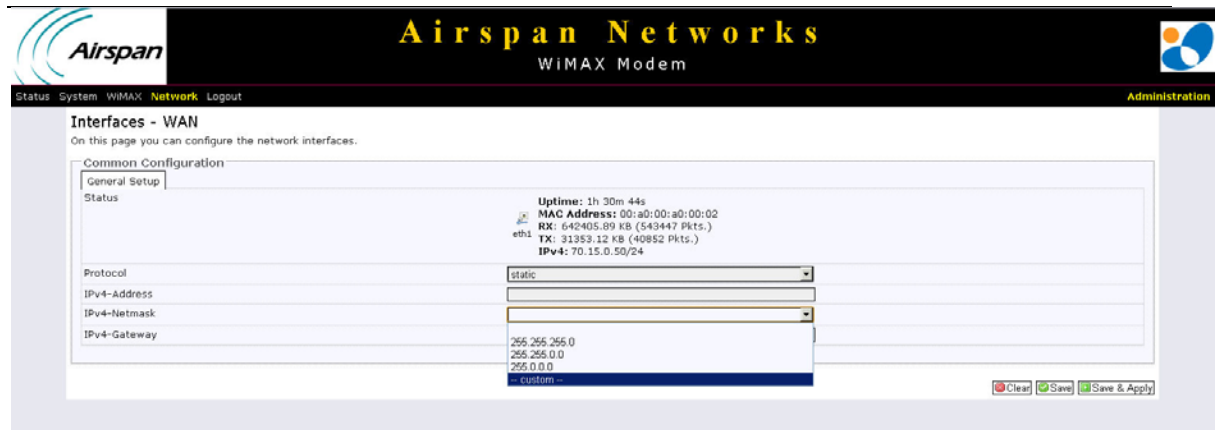 Airspan
Airspan Networks
WiMAX Modem
Status System WiMAX Network Logout
Administration
Interfaces - WAN
On this page you can configure the network interfaces.
Common Configuration
General Setup
Status
eth1
Uptime: 1h 30m 44s
MAC Address: 00:a0:00:a0:00:02
RX: 642405.89 KB (543447 Pkts.)
TX: 31353.12 KB (40852 Pkts.)
IPv4: 70.15.0.50/24
Protocol
static
IPv4-Address
IPv4-Netmask
IPv4-Gateway
255.255.255.0
255.255.0.0
255.0.0.0
-- custom --
Clear Save Save & Apply